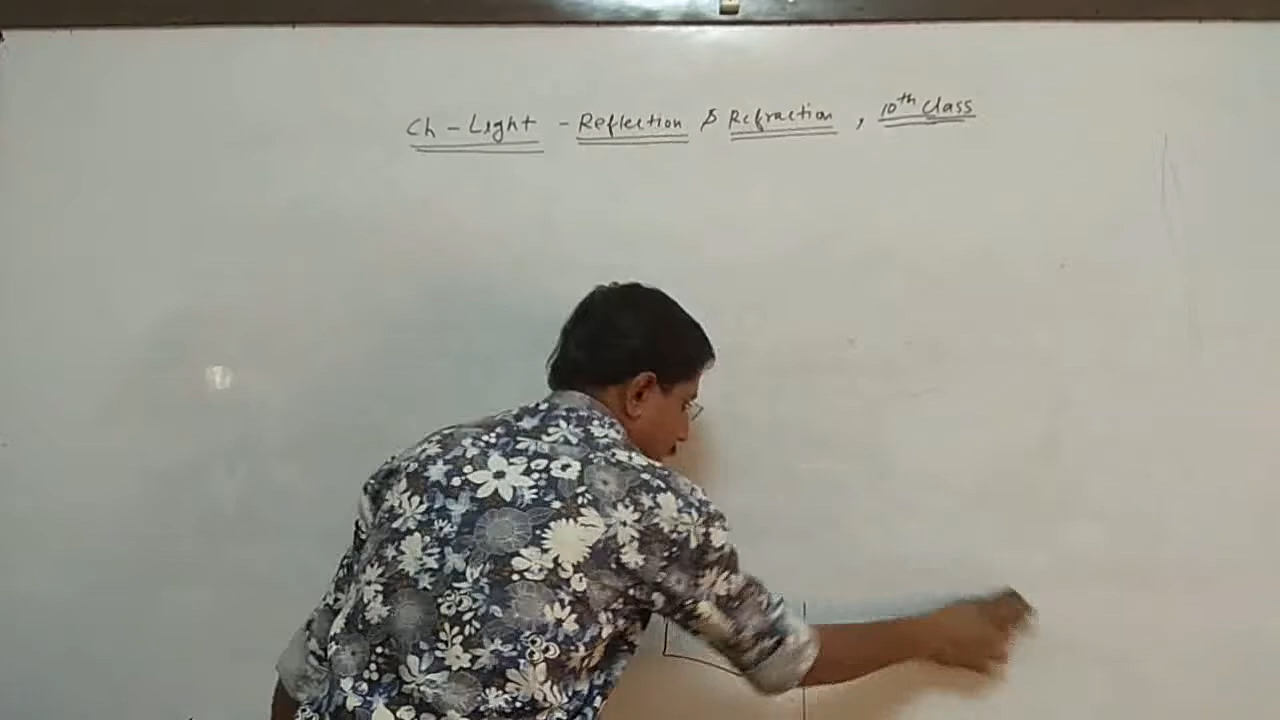 Ch - Light - Reflection & Refraction, 10th Class